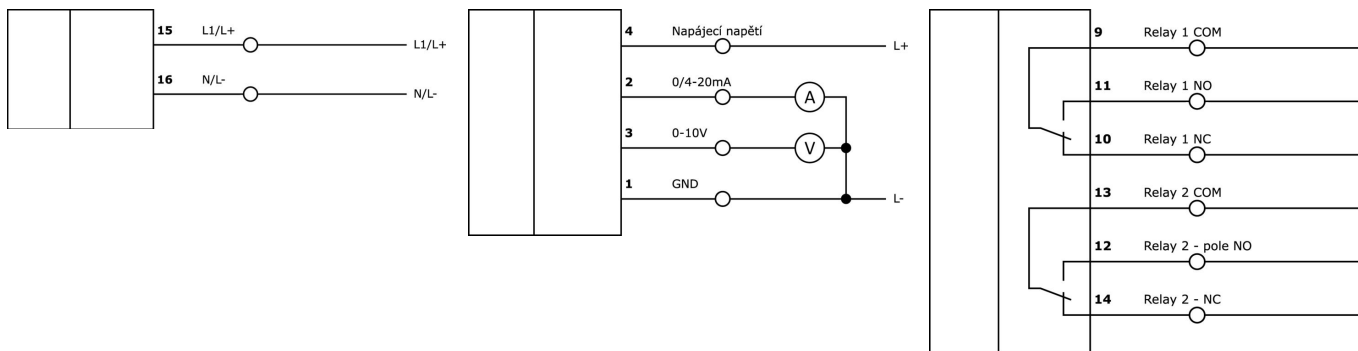 15 L1/L+
L1/L+
16 N/L-
N/L-
4 Napájecí napětí
L+
2 0/4-20mA
A
3 0-10V
V
1 GND
L-
9 Relay 1 COM
11 Relay 1 NO
10 Relay 1 NC
13 Relay 2 COM
12 Relay 2 - pole NO
14 Relay 2 - NC